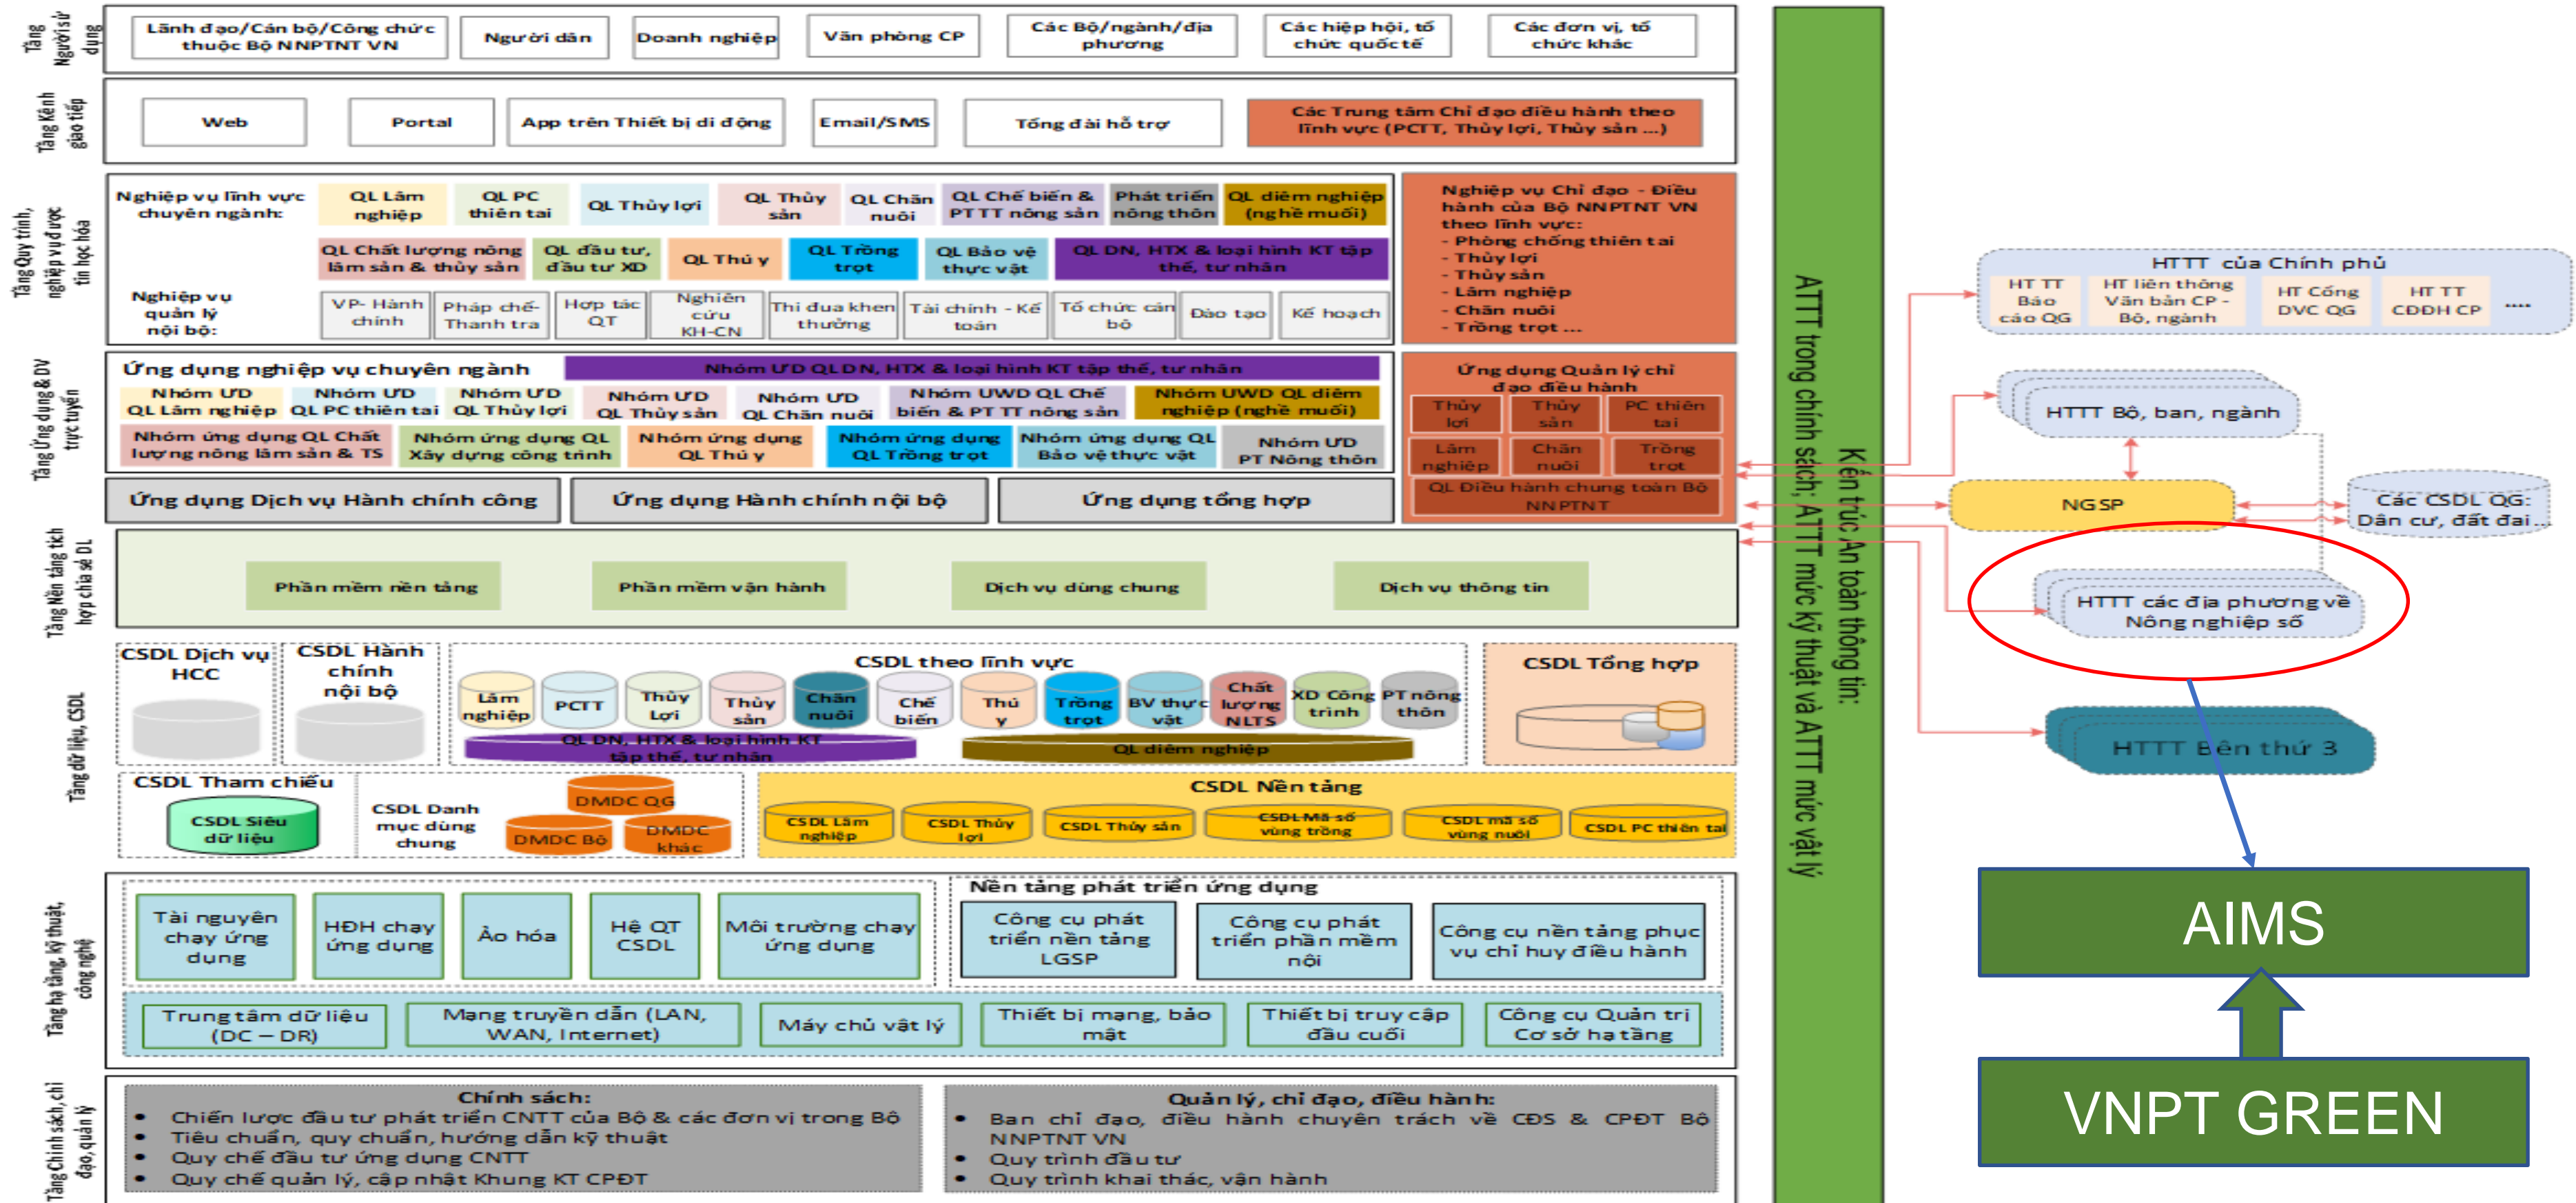 Tầng
Người sử
dụng
Lãnh đạo/Cán bộ/Công chức
thuộc Bộ NNPTNT VN
Người dân
Doanh nghiệp
Văn phòng CP
Các Bộ/ngành/địa
phương
Các hiệp hội, tổ
chức quốc tế
Các đơn vị, tổ
chức khác
Tầng Kênh
giao tiếp
Web
Portal
App trên Thiết bị di động
Email/SMS
Tổng đài hỗ trợ
Các Trung tâm Chỉ đạo điều hành theo
lĩnh vực (PCTT, Thủy lợi, Thủy sản ...)
Tầng Quy trình,
nghiệp vụ được
tin học hóa
Nghiệp vụ lĩnh vực
chuyên ngành:
QL Lâm
nghiệp
QL PC
thiên tai
QL Thủy lợi
QL Thủy
sản
QL Chăn
nuôi
QL Chế biến &
PT TT nông sản
Phát triển
nông thôn
QL diêm nghiệp
(nghề muối)
QL Chất lượng nông
lâm sản & thủy sản
QL đầu tư,
đầu tư XD
QL Thú y
QL Trồng
trọt
QL Bảo vệ
thực vật
QL DN, HTX & loại hình KT tập
thể, tư nhân
Nghiệp vụ
quản lý
nội bộ:
VP- Hành
chính
Pháp chế-
Thanh tra
Hợp tác
QT
Nghiên
cứu
KH-CN
Thi đua khen
thưởng
Tài chính - Kế
toán
Tổ chức cán
bộ
Đào tạo
Kế hoạch
Nghiệp vụ Chỉ đạo - Điều
hành của Bộ NNPTNT VN
theo lĩnh vực:
- Phòng chống thiên tai
- Thủy lợi
- Thủy sản
- Lâm nghiệp
- Chăn nuôi
- Trồng trọt ...
Tầng Ứng dụng & DV
trực tuyến
Ứng dụng nghiệp vụ chuyên ngành
Nhóm ƯD QLDN, HTX & loại hình KT tập thể, tư nhân
Nhóm ƯD
QL Lâm nghiệp
Nhóm ƯD
QL PC thiên tai
Nhóm ƯD
QL Thủy lợi
Nhóm ƯD
QL Thủy sản
Nhóm ƯD
QL Chăn nuôi
Nhóm UWD QL Chế
biến & PT TT nông sản
Nhóm UWD QL diêm
nghiệp (nghề muối)
Nhóm ứng dụng QL Chất
lượng nông lâm sản & TS
Nhóm ứng dụng QL
Xây dựng công trình
Nhóm ứng dụng
QL Thú y
Nhóm ứng dụng
QL Trồng trọt
Nhóm ứng dụng QL
Bảo vệ thực vật
Nhóm ƯD
PT Nông thôn
Ứng dụng Dịch vụ Hành chính công
Ứng dụng Hành chính nội bộ
Ứng dụng tổng hợp
Ứng dụng Quản lý chỉ
đạo điều hành
Thủy
lợi
Thủy
sản
PC thiên
tai
Lâm
nghiệp
Chăn
nuôi
Trồng
trọt
QL Điều hành chung toàn Bộ
NNPTNT
Tầng Nền tảng tích
hợp chia sẻ DL
Phần mềm nền tảng
Phần mềm vận hành
Dịch vụ dùng chung
Dịch vụ thông tin
Tầng dữ liệu, CSDL
CSDL Dịch vụ
HCC
CSDL Hành
chính
nội bộ
CSDL theo lĩnh vực
Lâm
nghiệp
PCTT
Thủy
Lợi
Thủy
sản
Chăn
nuôi
Chế
biến
Thú
y
Trồng
trọt
BV thực
vật
Chất
lượng
NLTS
XD Công
trình
PT nông
thôn
QL DN, HTX & loại hình KT
tập thể, tư nhân
QL diêm nghiệp
CSDL Tổng hợp
CSDL Tham chiếu
CSDL Siêu
dữ liệu
CSDL Danh
mục dùng
chung
DMDC QG
DMDC Bộ
DMDC
khác
CSDL Nền tảng
CSDL Lâm
nghiệp
CSDL Thủy
lợi
CSDL Thủy sản
CSDL Mã số
vùng trồng
CSDL mã số
vùng nuôi
CSDL PC thiên tai
Tầng hạ tầng, kỹ thuật,
công nghệ
Tài nguyên
chạy ứng
dụng
HĐH chạy
ứng dụng
Ảo hóa
Hệ QT
CSDL
Môi trường chạy
ứng dụng
Nền tảng phát triển ứng dụng
Công cụ phát
triển nền tảng
LGSP
Công cụ phát
triển phần mềm
nội
Công cụ nền tảng phục
vụ chỉ huy điều hành
Trung tâm dữ liệu
(DC – DR)
Mạng truyền dẫn (LAN,
WAN, Internet)
Máy chủ vật lý
Thiết bị mạng, bảo
mật
Thiết bị truy cập
đầu cuối
Công cụ Quản trị
Cơ sở hạ tầng
Tầng Chính sách, chỉ
đạo, quản lý
Chính sách:
• Chiến lược đầu tư phát triển CNTT của Bộ & các đơn vị trong Bộ
• Tiêu chuẩn, quy chuẩn, hướng dẫn kỹ thuật
• Quy chế đầu tư ứng dụng CNTT
• Quy chế quản lý, cập nhật Khung KT CPĐT
Quản lý, chỉ đạo, điều hành:
• Ban chỉ đạo, điều hành chuyên trách về CĐS & CPĐT Bộ
NNPTNT VN
• Quy trình đầu tư
• Quy trình khai thác, vận hành
Kiến trúc An toàn thông tin:
ATTT trong chính sách; ATTT mức kỹ thuật và ATTT mức vật lý
HTTT của Chính phủ
HT TT
Báo
cáo QG
HT liên thông
Văn bản CP -
Bộ, ngành
HT Cổng
DVC QG
HT TT
CĐĐH CP
....
HTTT Bộ, ban, ngành
NGSP
Các CSDL QG:
Dân cư, đất đai...
HTTT các địa phương về
Nông nghiệp số
HTTT Bên thứ 3
AIMS
VNPT GREEN